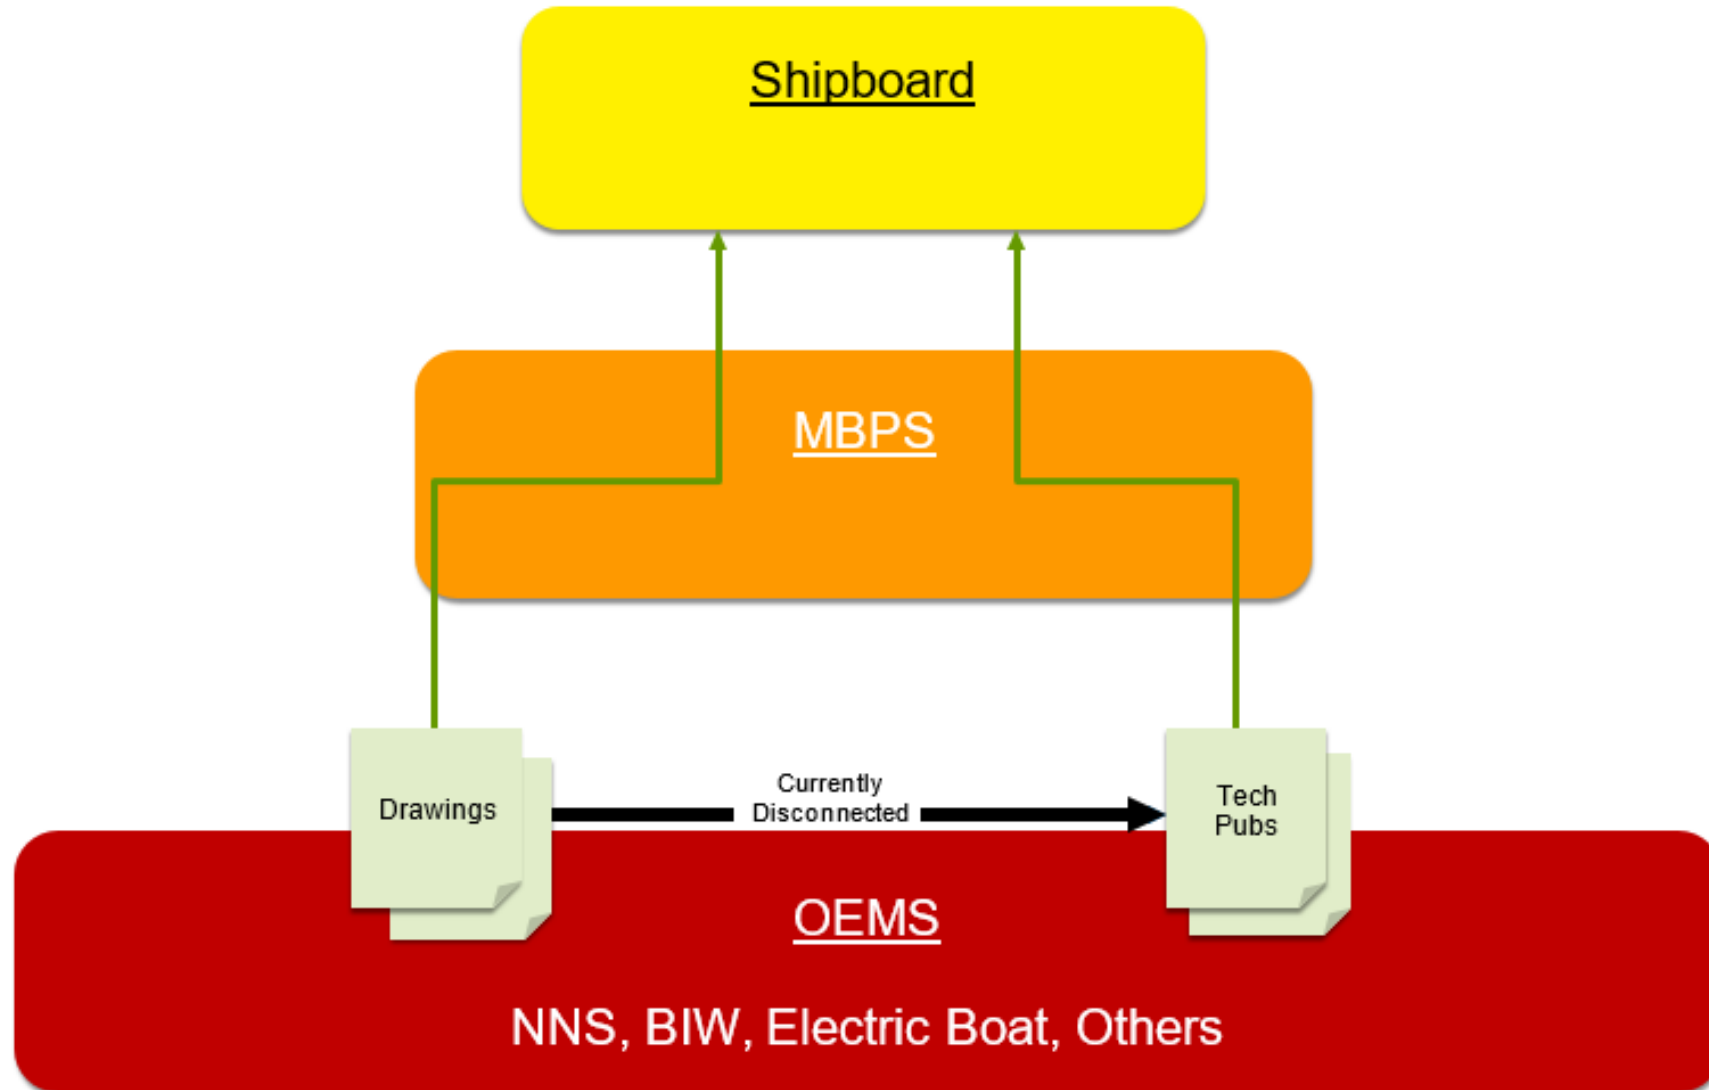 Shipboard
MBPS
Currently
Disconnected
Drawings
Tech
Pubs
OEMS
NNS, BIW, Electric Boat, Others